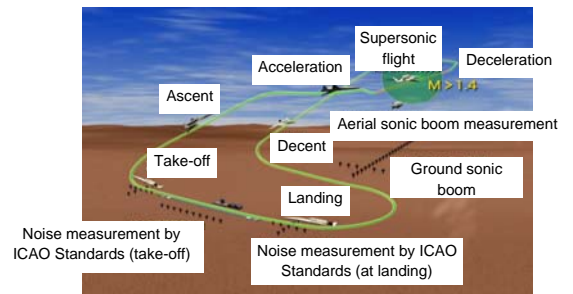 Supersonic
flight
Deceleration
Acceleration
M > 1.4
Ascent
Aerial sonic boom measurement
Take-off
Decent
Ground sonic
boom
Landing
Noise measurement by
ICAO Standards (take-off)
Noise measurement by ICAO
Standards (at landing)